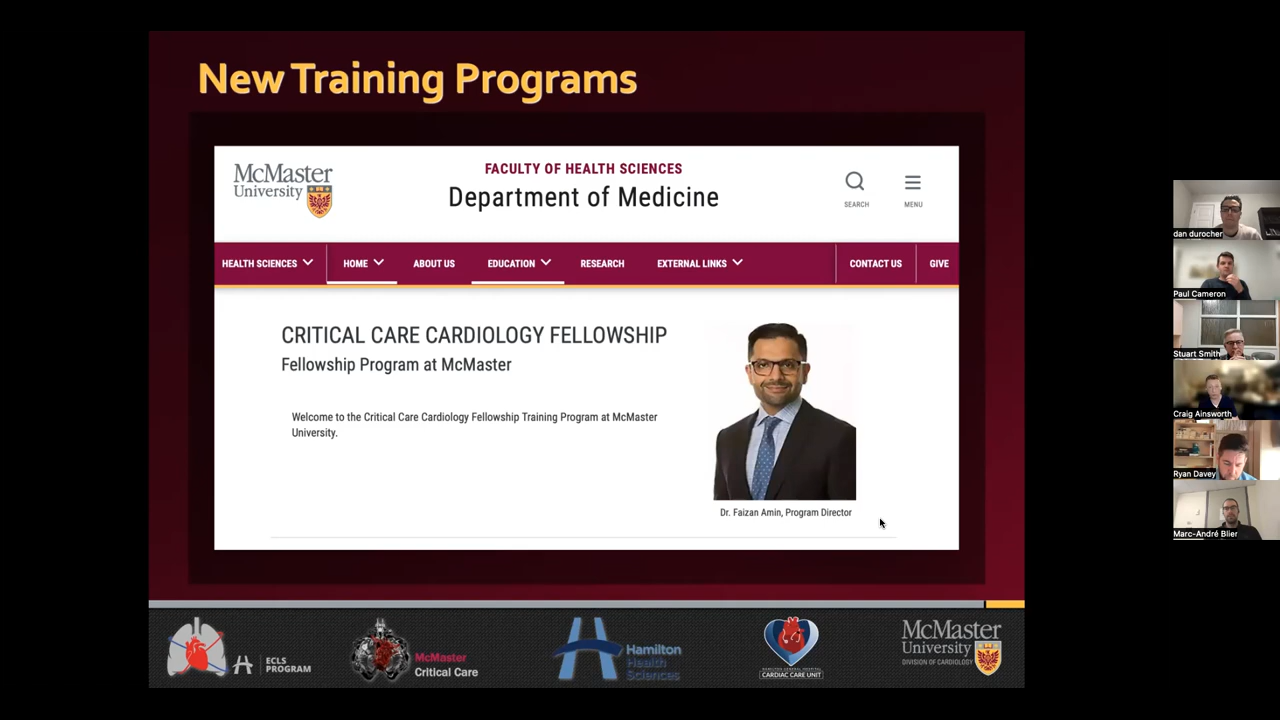 New Training Programs
McMaster
University
FACULTY OF HEALTH SCIENCES
Department of Medicine
SEARCH
MENU
HEALTH SCIENCES
HOME
ABOUT US
EDUCATION
RESEARCH
EXTERNAL LINKS
CONTACT US
GIVE
CRITICAL CARE CARDIOLOGY FELLOWSHIP
Fellowship Program at McMaster
Welcome to the Critical Care Cardiology Fellowship Training Program at McMaster
University.
Dr. Faizan Amin, Program Director
ECLS
PROGRAM
McMaster
Critical Care
Hamilton
Health
Sciences
HAMILTON GENERAL HOSPITAL
CARDIAC CARE UNIT
McMaster
University
DIVISION OF CARDIOLOGY
dan durocher
Paul Cameron
Stuart Smith
Craig Ainsworth
Ryan Davey
Marc-André Blier